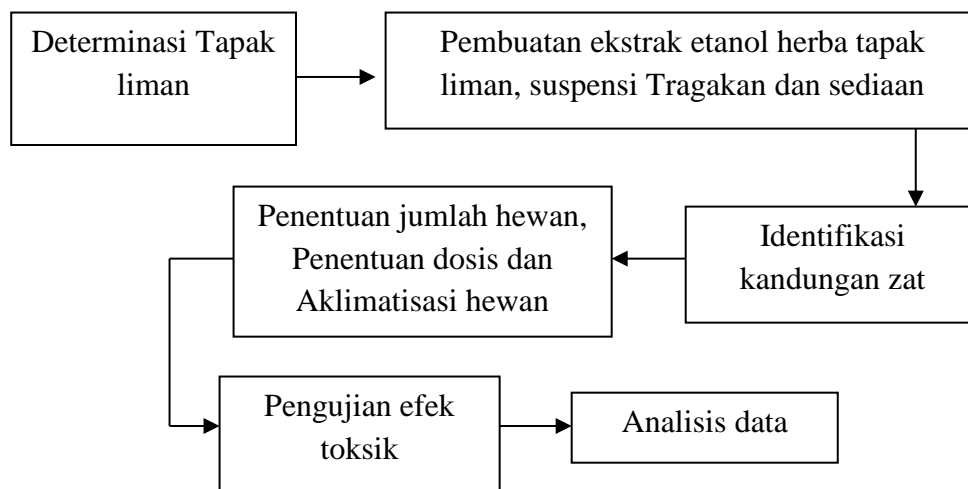 Determinasi Tapak
liman
Pembuatan ekstrak etanol herba tapak
liman, suspensi Tragakan dan sediaan
Identifikasi
kandungan zat
Penentuan jumlah hewan,
Penentuan dosis dan
Aklimatisasi hewan
Pengujian efek
toksik
Analisis data